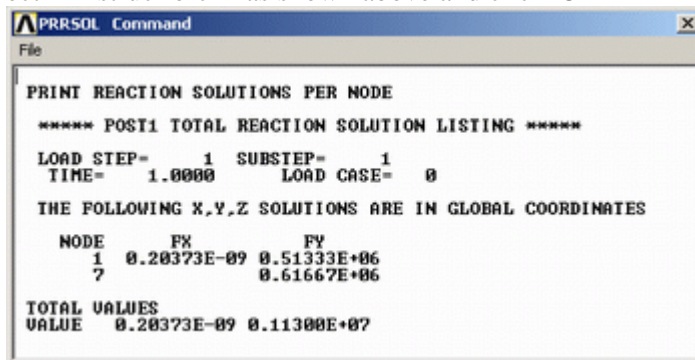 PRRSOL Command
File
PRINT REACTION SOLUTIONS PER NODE
***** POST1 TOTAL REACTION SOLUTION LISTING *****
LOAD STEP= 1 SUBSTEP= 1
TIME= 1.0000 LOAD CASE= 0
THE FOLLOWING X,Y,Z SOLUTIONS ARE IN GLOBAL COORDINATES
NODE FX FY
1 0.20373E-09 0.51333E+06
7 0.61667E+06
TOTAL VALUES
VALUE 0.20373E-09 0.11300E+07